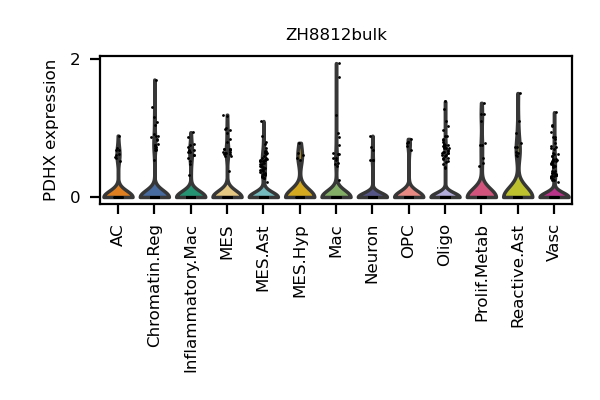 ZH8812bulk
PDHX expression
2
0
AC
Chromatin.Reg
Inflammatory.Mac
MES
MES.Ast
MES.Hyp
Mac
Neuron
OPC
Oligo
Prolif.Metab
Reactive.Ast
Vasc